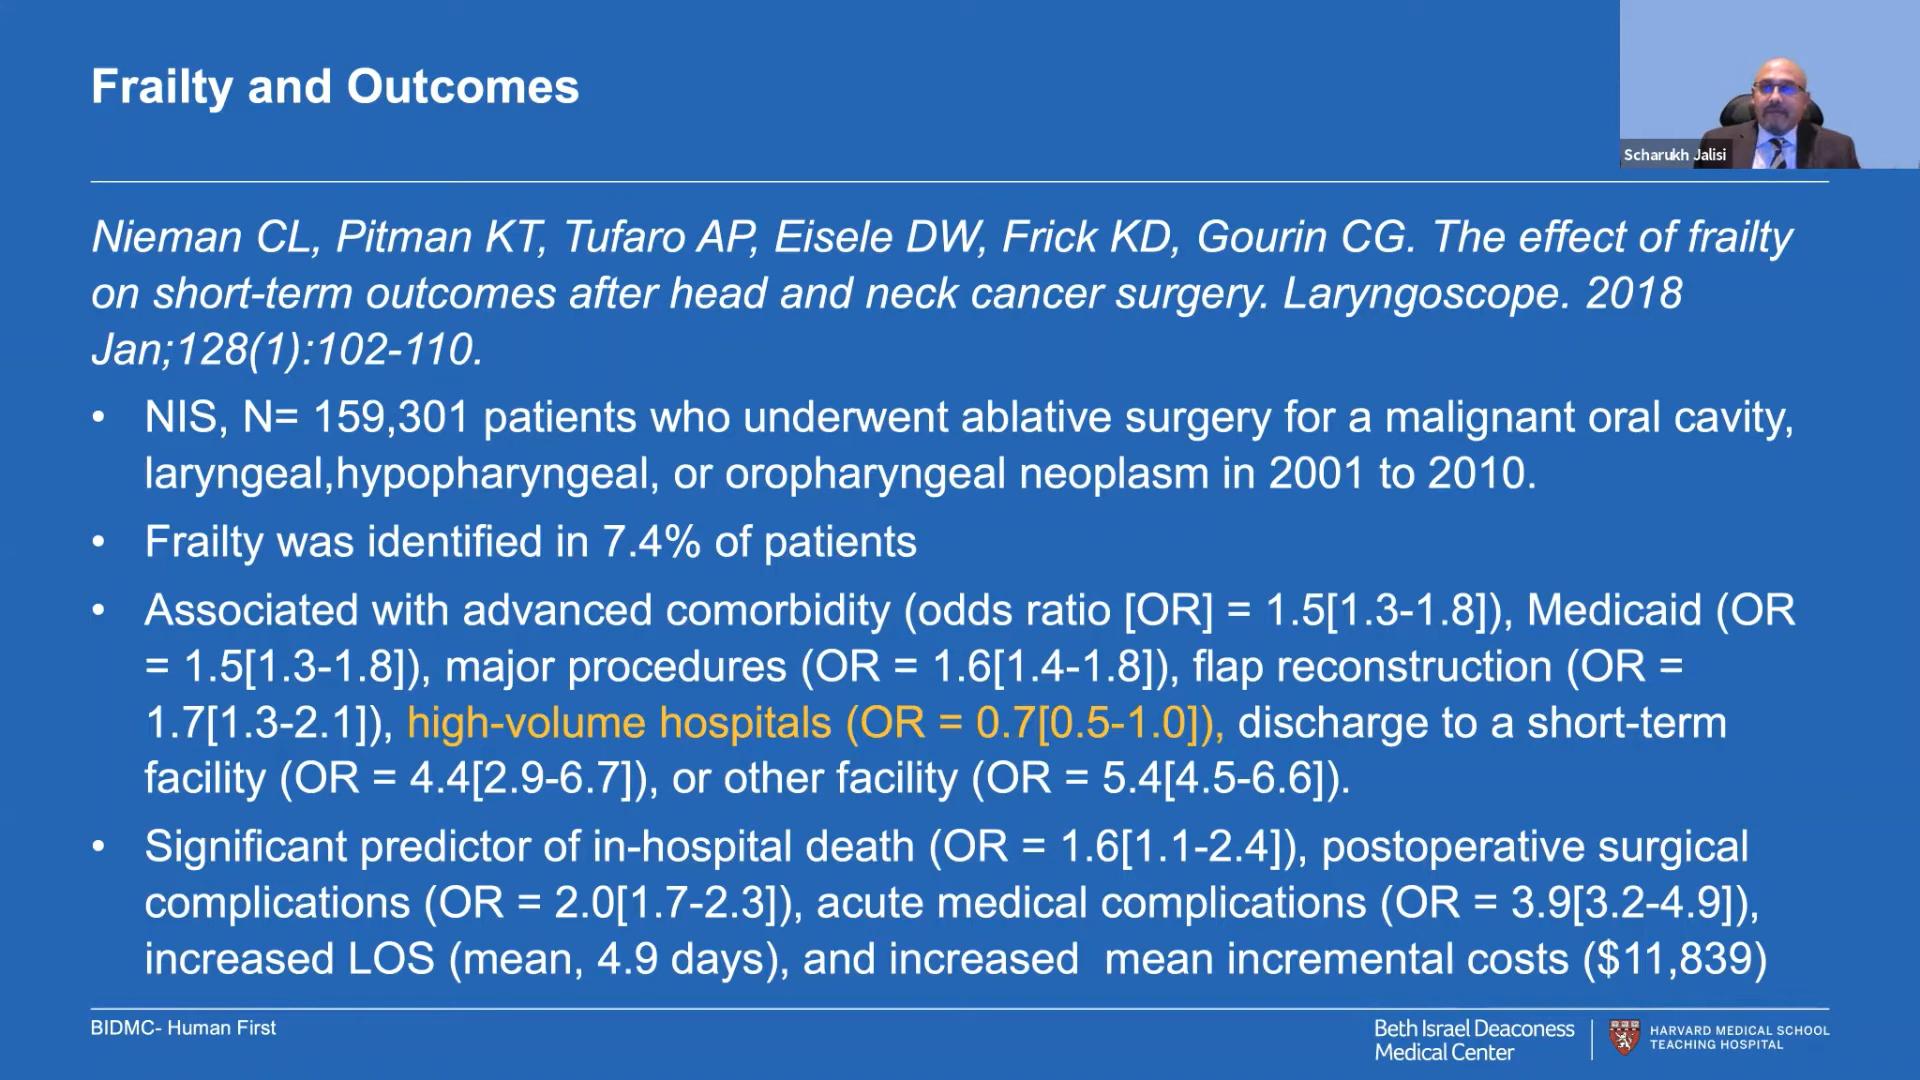 Frailty and Outcomes
Scharukh Jalisi
Nieman CL, Pitman KT, Tufaro AP, Eisele DW, Frick KD, Gourin CG. The effect of frailty
on short-term outcomes after head and neck cancer surgery. Laryngoscope. 2018
Jan;128(1):102-110.
• NIS, N= 159,301 patients who underwent ablative surgery for a malignant oral cavity,
laryngeal,hypopharyngeal, or oropharyngeal neoplasm in 2001 to 2010.
• Frailty was identified in 7.4% of patients
• Associated with advanced comorbidity (odds ratio [OR] = 1.5[1.3-1.8]), Medicaid (OR
= 1.5[1.3-1.8]), major procedures (OR = 1.6[1.4-1.8]), flap reconstruction (OR =
1.7[1.3-2.1]), high-volume hospitals (OR = 0.7[0.5-1.0]), discharge to a short-term
facility (OR = 4.4[2.9-6.7]), or other facility (OR = 5.4[4.5-6.6]).
• Significant predictor of in-hospital death (OR = 1.6[1.1-2.4]), postoperative surgical
complications (OR = 2.0[1.7-2.3]), acute medical complications (OR = 3.9[3.2-4.9]),
increased LOS (mean, 4.9 days), and increased  mean incremental costs ($11,839)
BIDMC- Human First
Beth Israel Deaconess
Medical Center
HARVARD MEDICAL SCHOOL
TEACHING HOSPITAL